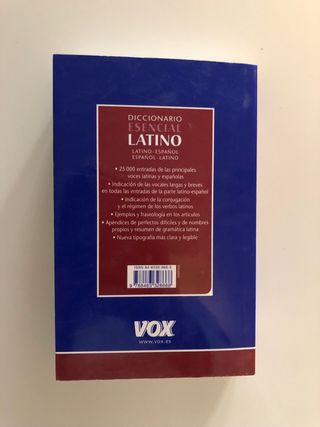 DICCIONARIO
ESENCIAL
LATINO
LATINO-ESPAÑOL
ESPAÑOL-LATINO
• 25 000 entradas de las principales
voces latinas y españolas
• Indicación de las vocales largas y breves
en todas las entradas de la parte latino-español
• Indicación de la conjugación
y el régimen de los verbos latinos
• Ejemplos y fraseología en los artículos
• Apéndices de perfectos difíciles y de nombres
propios y resumen de gramática latina
• Nueva tipografía más clara y legible
VOX
www.vox.es